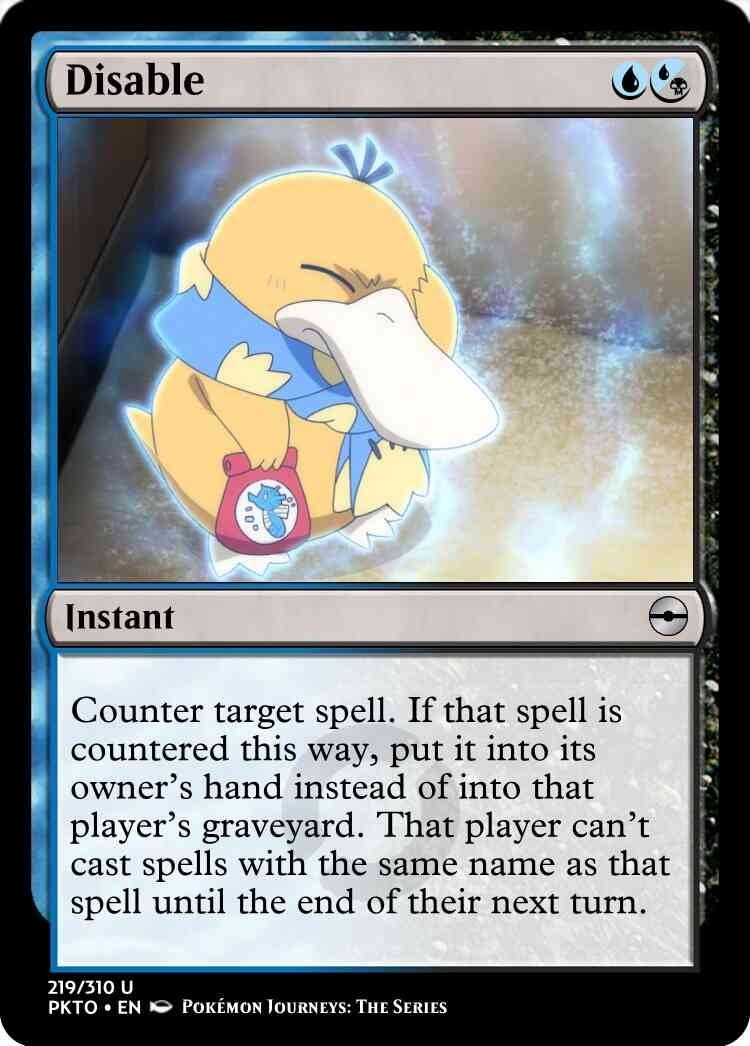 Disable
Instant
Counter target spell. If that spell is
countered this way, put it into its
owner's hand instead of into that
player's graveyard. That player can't
cast spells with the same name as that
spell until the end of their next turn.
219/310 U
PKTO • EN Pokémon Journeys: The Series